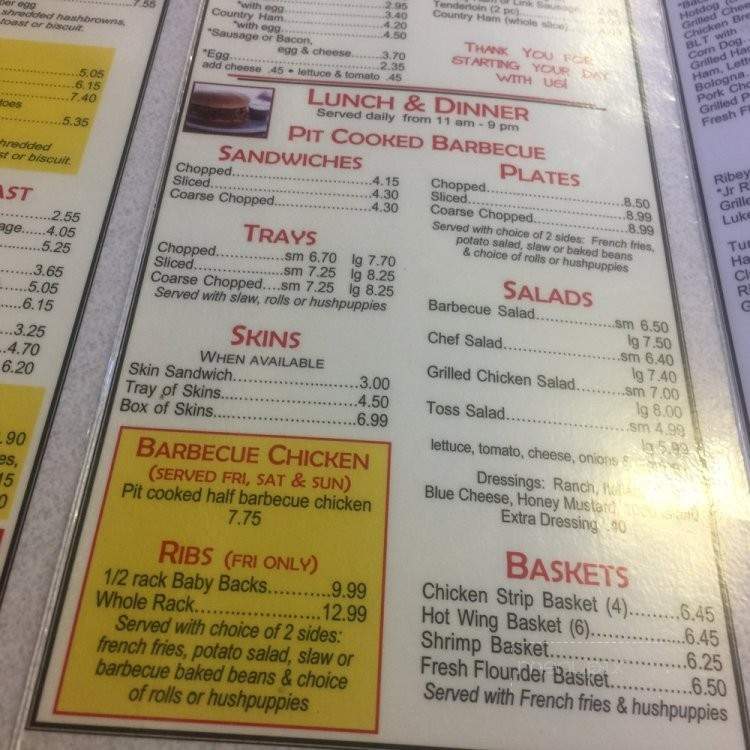 per egg 7.55
shredded hashbrowns,
toast or biscuit.
5.05
6.15
7.40
5.35
shredded
st or biscuit.
AST
2.55
4.05
5.25
3.65
5.05
6.15
3.25
4.70
6.20
.90
es,
15
0
*with egg 2.95
Country Ham 3.40
*with egg 4.20
*Sausage or Bacon, 4.50
egg & cheese 3.70
*Egg 2.35
add cheese .45 • lettuce & tomato .45
or Link Sausage
Tenderloin (2 pc)
Country Ham (whole slice)
THANK YOU FOR
STARTING YOUR DAY
WITH US!
LUNCH & DINNER
Served daily from 11 am - 9 pm
PIT COOKED BARBECUE
SANDWICHES
Chopped 4.15
Sliced 4.30
Coarse Chopped 4.30
TRAYS
Chopped sm 6.70 lg 7.70
Sliced sm 7.25 lg 8.25
Coarse Chopped sm 7.25 lg 8.25
Served with slaw, rolls or hushpuppies
SKINS
WHEN AVAILABLE
Skin Sandwich 3.00
Tray of Skins 4.50
Box of Skins 6.99
BARBECUE CHICKEN
(SERVED FRI, SAT & SUN)
Pit cooked half barbecue chicken
7.75
RIBS (FRI ONLY)
1/2 rack Baby Backs 9.99
Whole Rack 12.99
Served with choice of 2 sides:
french fries, potato salad, slaw or
barbecue baked beans & choice
of rolls or hushpuppies
PLATES
Chopped 8.50
Sliced 8.99
Coarse Chopped 8.99
Served with choice of 2 sides: French fries,
potato salad, slaw or baked beans
& choice of rolls or hushpuppies
SALADS
Barbecue Salad sm 6.50
lg 7.50
Chef Salad sm 6.40
lg 7.40
Grilled Chicken Salad sm 7.00
lg 8.00
Toss Salad sm 4.99
lg 5.99
lettuce, tomato, cheese, onions &
Dressings: Ranch,
Blue Cheese, Honey Mustard,
Extra Dressing
BASKETS
Chicken Strip Basket (4) 6.45
Hot Wing Basket (6) 6.45
Shrimp Basket 6.25
Fresh Flounder Basket 6.50
Served with French fries & hushpuppies
Hotdog
Grilled Chee
Chicken Br
BLT with
Corn Dog
Grilled Ha
Ham, Lett
Bologna
Pork Cho
Grilled P
Fresh F
Ribey
*Jr R
Grille
Luk
Tu
Ha